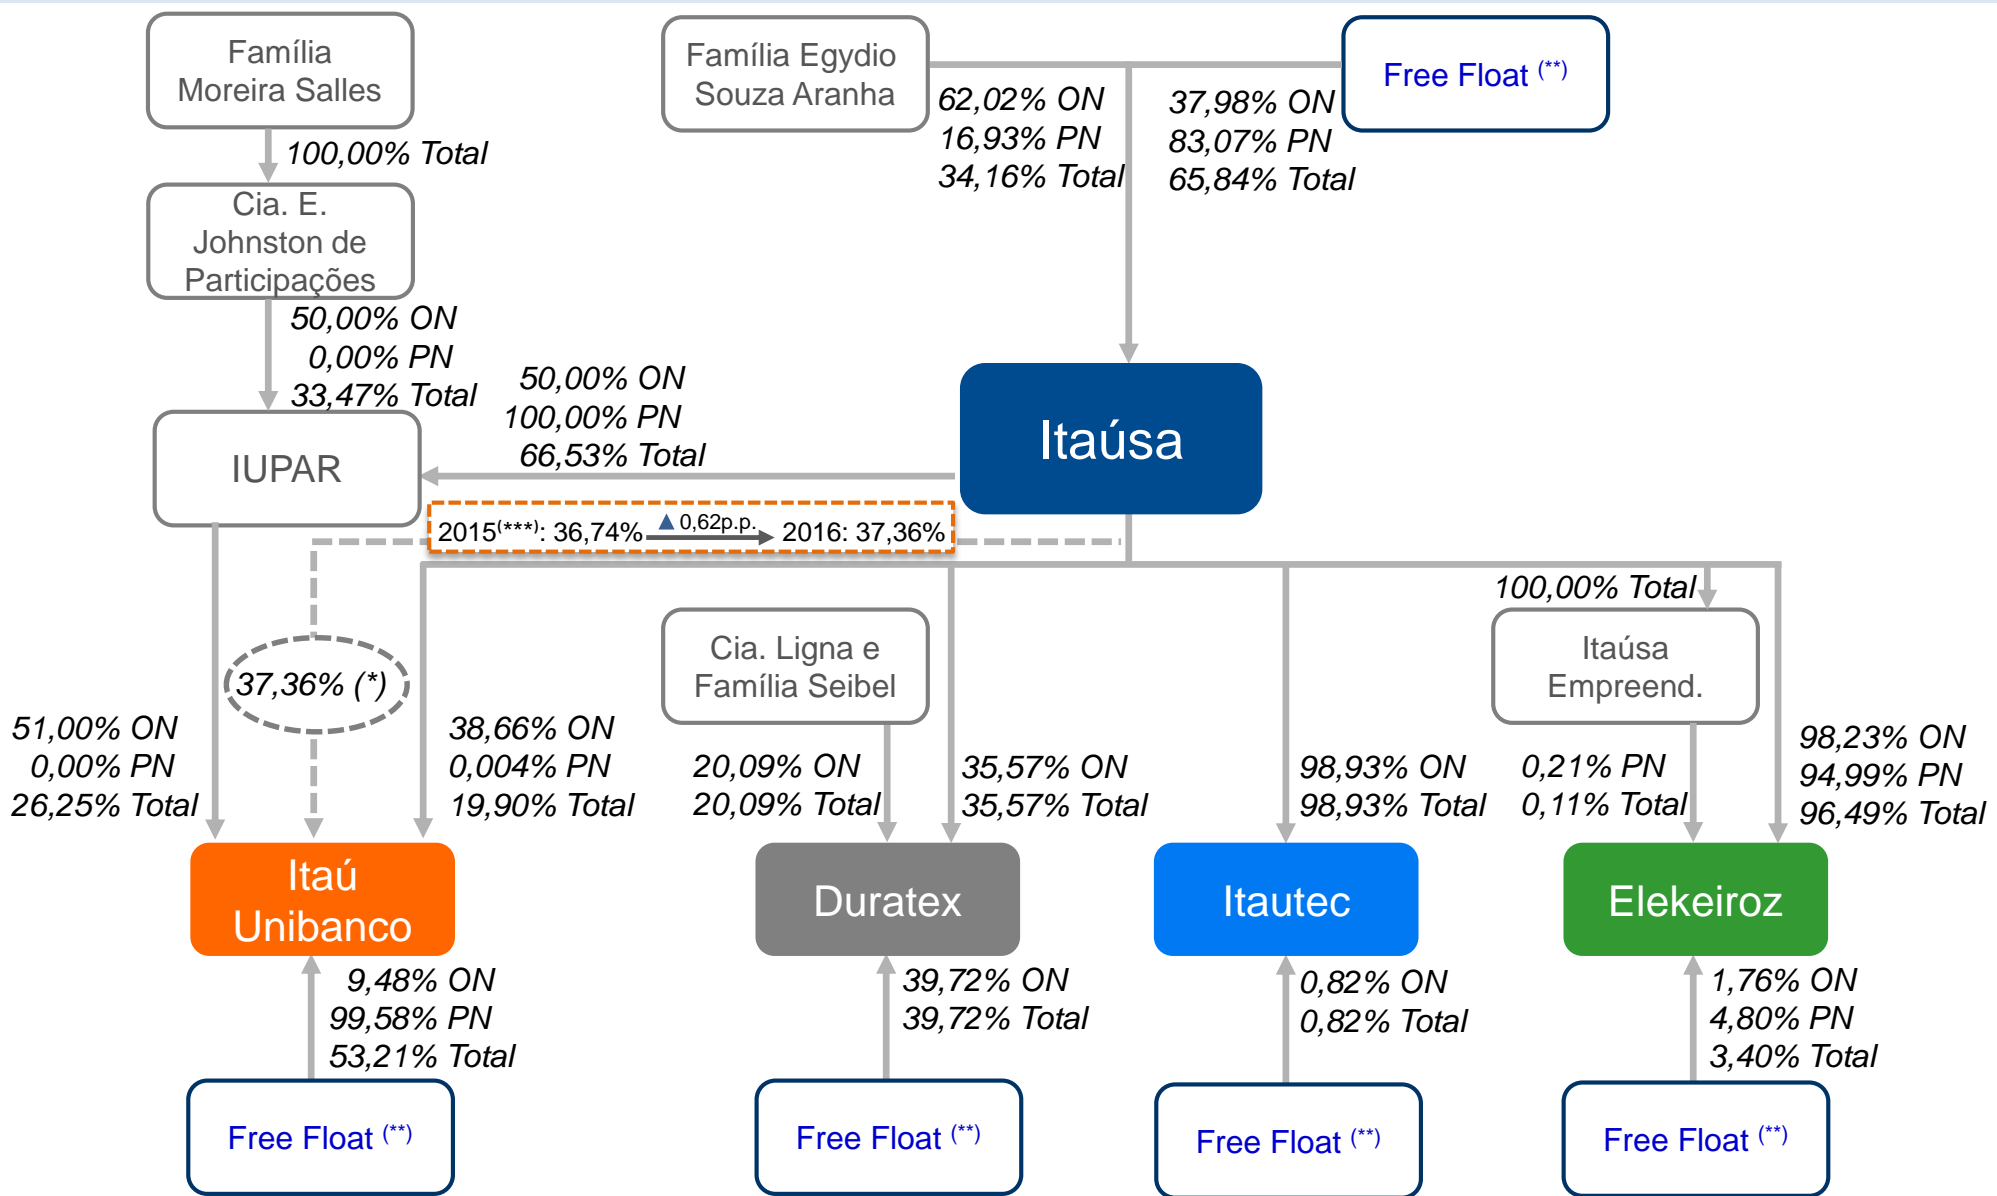 Família
Moreira Salles
Família Egydio
Souza Aranha
Free Float (**)
62,02% ON
16,93% PN
34,16% Total
37,98% ON
83,07% PN
65,84% Total
100,00% Total
Cia. E.
Johnston de
Participações
50,00% ON
0,00% PN
33,47% Total
50,00% ON
100,00% PN
66,53% Total
Itaúsa
IUPAR
2015(***): 36,74% ▲ 0,62p.p. 2016: 37,36%
100,00% Total
37,36% (*)
Cia. Ligna e
Família Seibel
Itaúsa
Empreend.
51,00% ON
0,00% PN
26,25% Total
38,66% ON
0,004% PN
19,90% Total
20,09% ON
20,09% Total
35,57% ON
35,57% Total
98,93% ON
98,93% Total
0,21% PN
0,11% Total
98,23% ON
94,99% PN
96,49% Total
Itaú
Unibanco
Duratex
Itautec
Elekeiroz
9,48% ON
99,58% PN
53,21% Total
39,72% ON
39,72% Total
0,82% ON
0,82% Total
1,76% ON
4,80% PN
3,40% Total
Free Float (**)
Free Float (**)
Free Float (**)
Free Float (**)